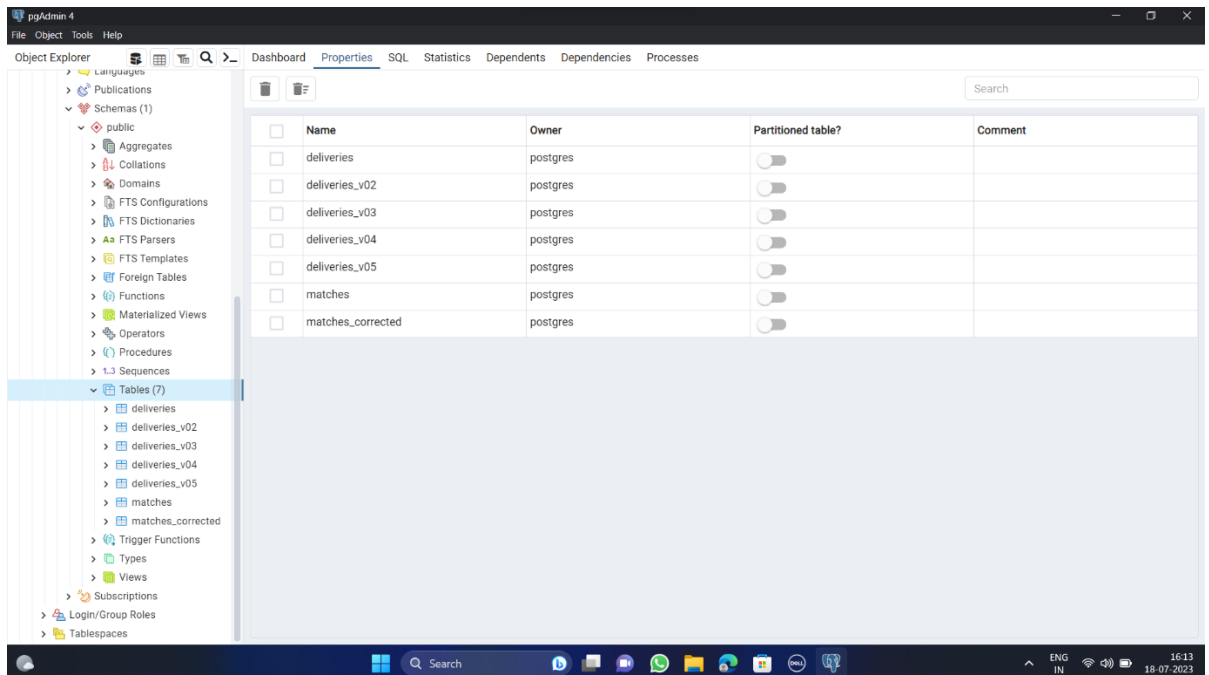 pgAdmin 4
File Object Tools Help
Object Explorer
Dashboard Properties SQL Statistics Dependents Dependencies Processes
Languages
Publications
Schemas (1)
public
Aggregates
Collations
Domains
FTS Configurations
FTS Dictionaries
Aa FTS Parsers
FTS Templates
Foreign Tables
Functions
Materialized Views
Operators
Procedures
1..3 Sequences
Tables (7)
deliveries
deliveries_v02
deliveries_v03
deliveries_v04
deliveries_v05
matches
matches_corrected
Trigger Functions
Types
Views
Subscriptions
Login/Group Roles
Tablespaces
Search
Name Owner Partitioned table? Comment
deliveries postgres
deliveries_v02 postgres
deliveries_v03 postgres
deliveries_v04 postgres
deliveries_v05 postgres
matches postgres
matches_corrected postgres
Search
DELL
ENG
IN
16:13
18-07-2023